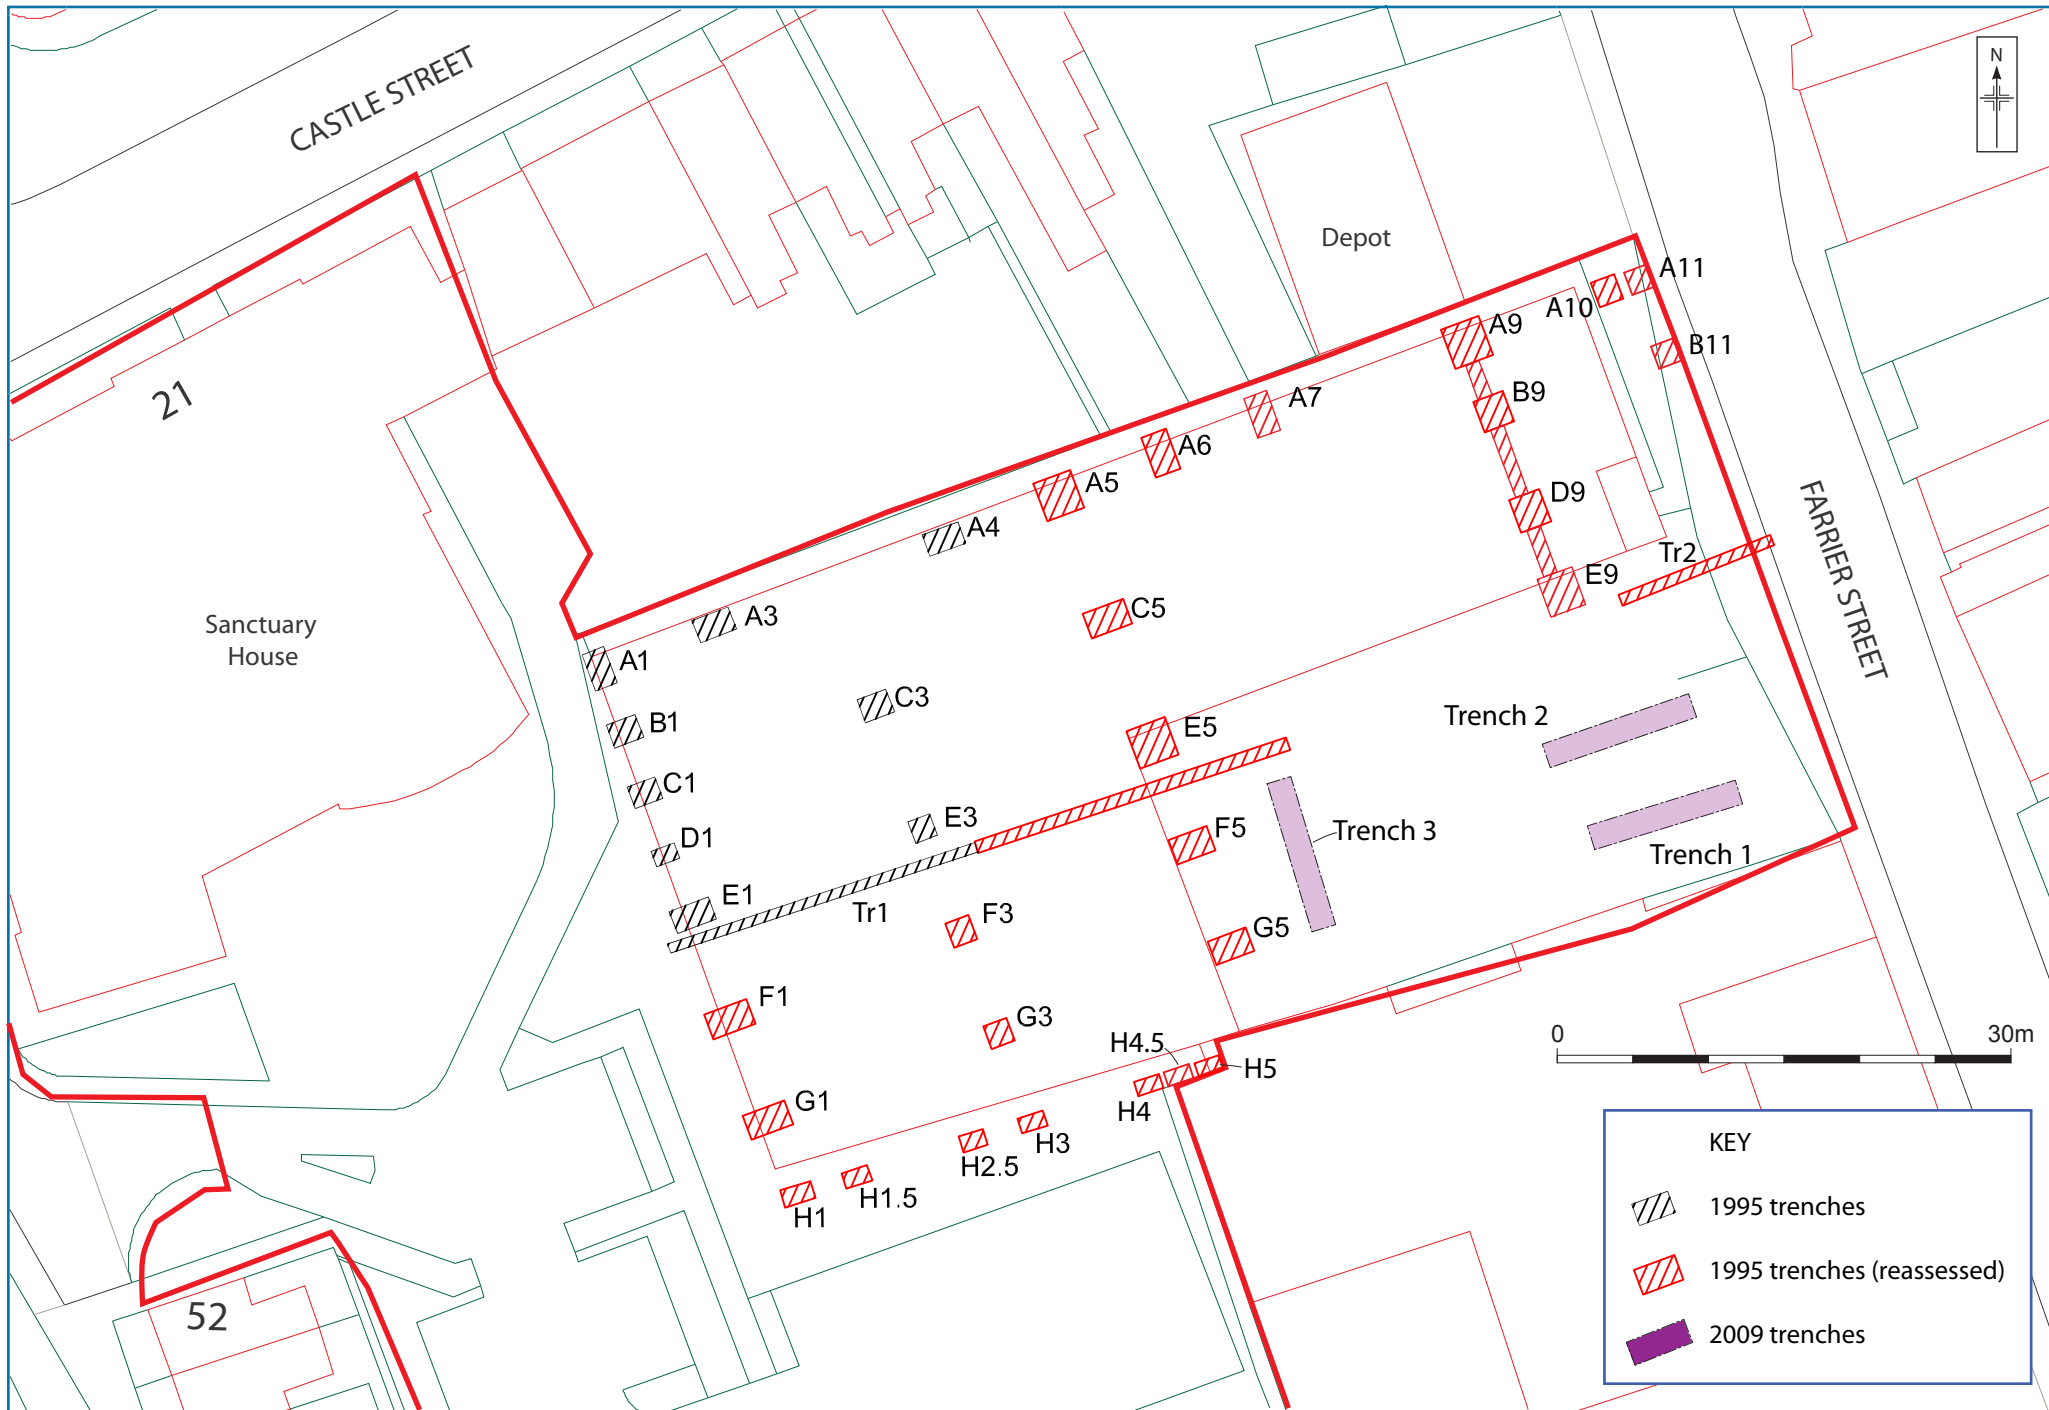 CASTLE STREET
N
Depot
A11
A10
A9
B11
B9
A7
A6
A5
D9
A4
FARRIER STREET
Tr2
E9
C5
A3
Sanctuary
House
A1
C3
B1
Trench 2
E5
C1
E3
D1
F5
Trench 3
Trench 1
E1
Tr1
F3
G5
F1
G3
0
30m
H4.5
H5
G1
H4
H3
H2.5
H1.5
H1
21
52
KEY
1995 trenches
1995 trenches (reassessed)
2009 trenches